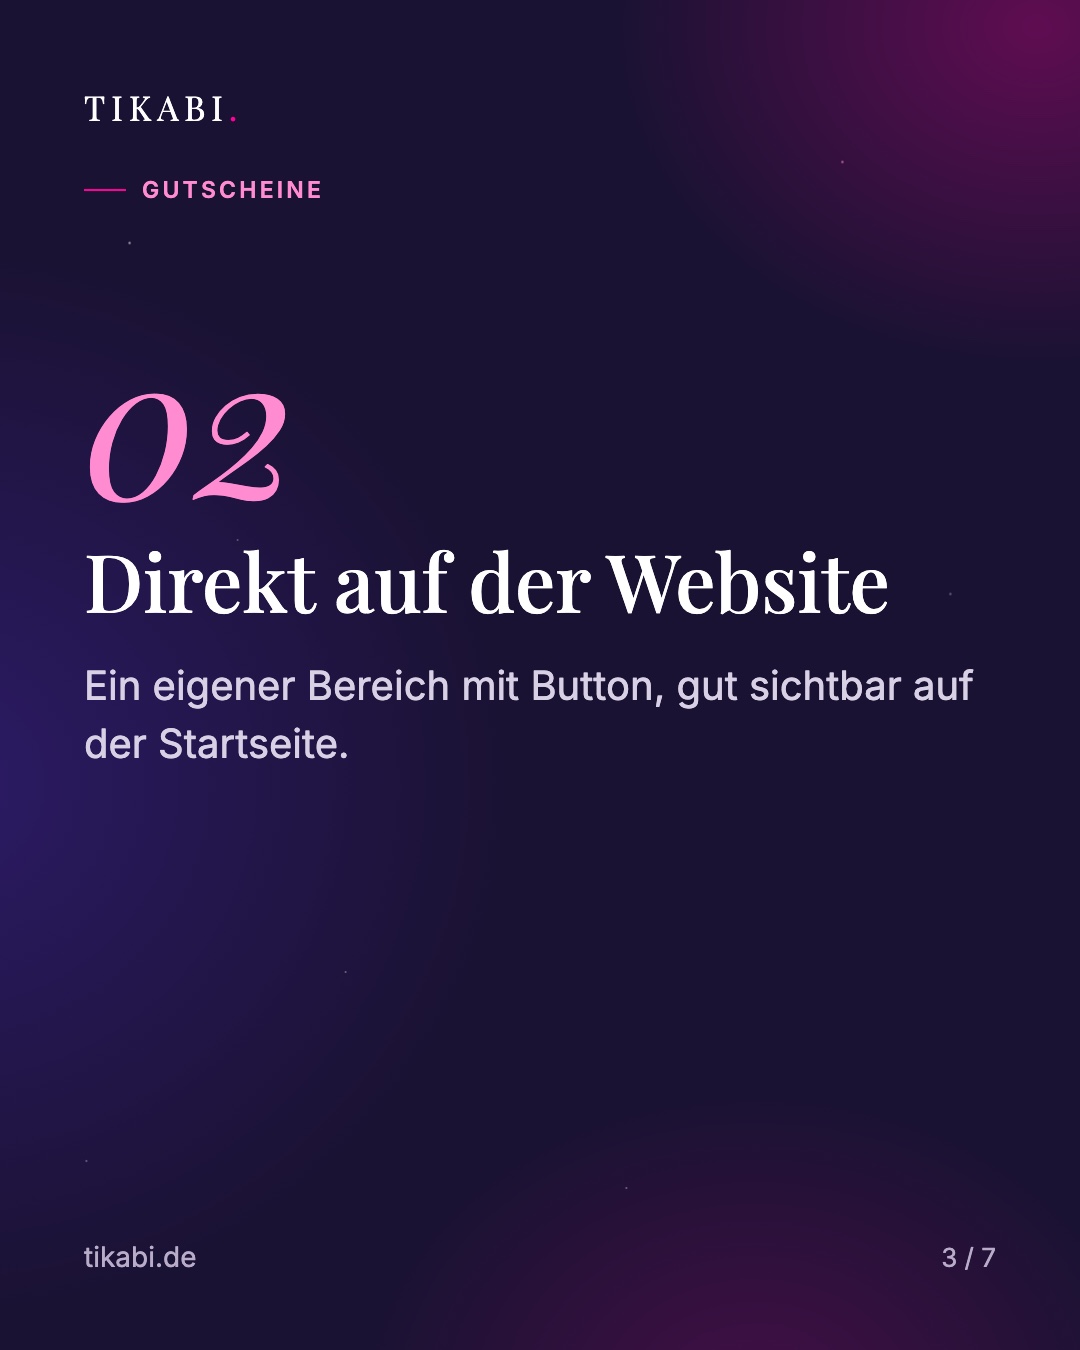 TIKABI.
GUTSCHEINE
02
Direkt auf der Website
Ein eigener Bereich mit Button, gut sichtbar auf
der Startseite.
tikabi.de
3 / 7